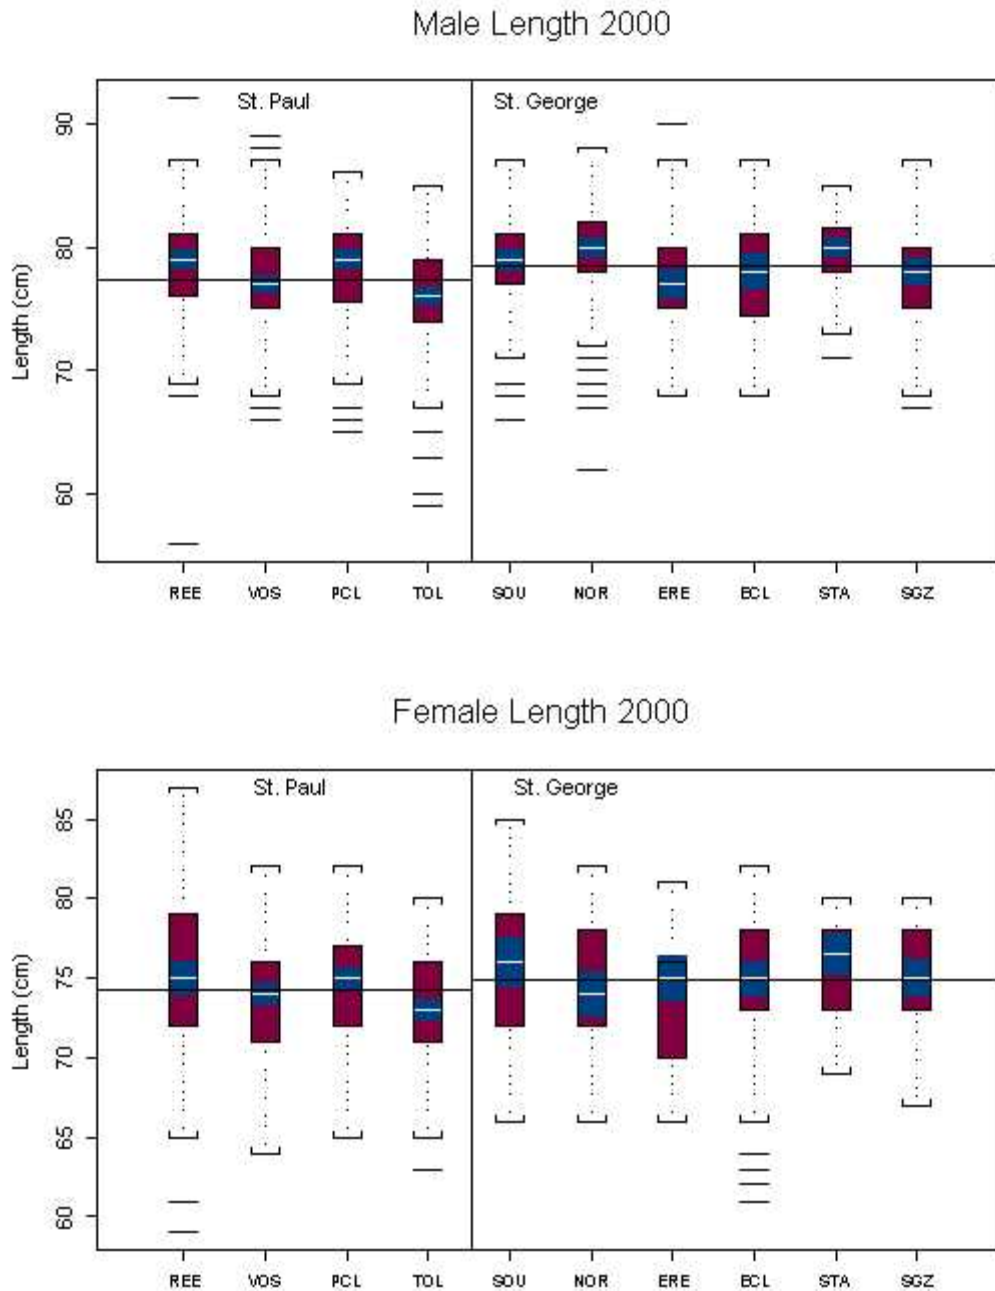 Male Length 2000
St. Paul St. George
90
80
70
60
Length (cm)
REE VOS PCL TOL SOU NOR ERE ECL STA SGZ
Female Length 2000
St. Paul St. George
85
80
75
70
65
60
Length (cm)
REE VOS PCL TOL SOU NOR ERE ECL STA SGZ